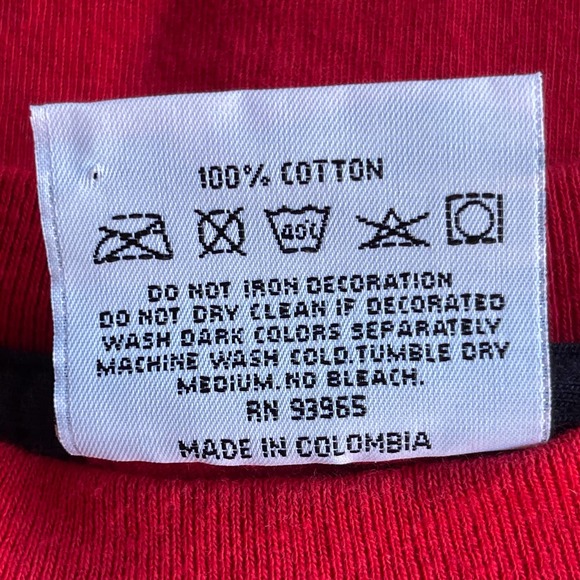 100% COTTON
40C
DO NOT IRON DECORATION
DO NOT DRY CLEAN IF DECORATED
WASH DARK COLORS SEPARATELY
MACHINE WASH COLD.TUMBLE DRY
MEDIUM. NO BLEACH.
RN 93965
MADE IN COLOMBIA